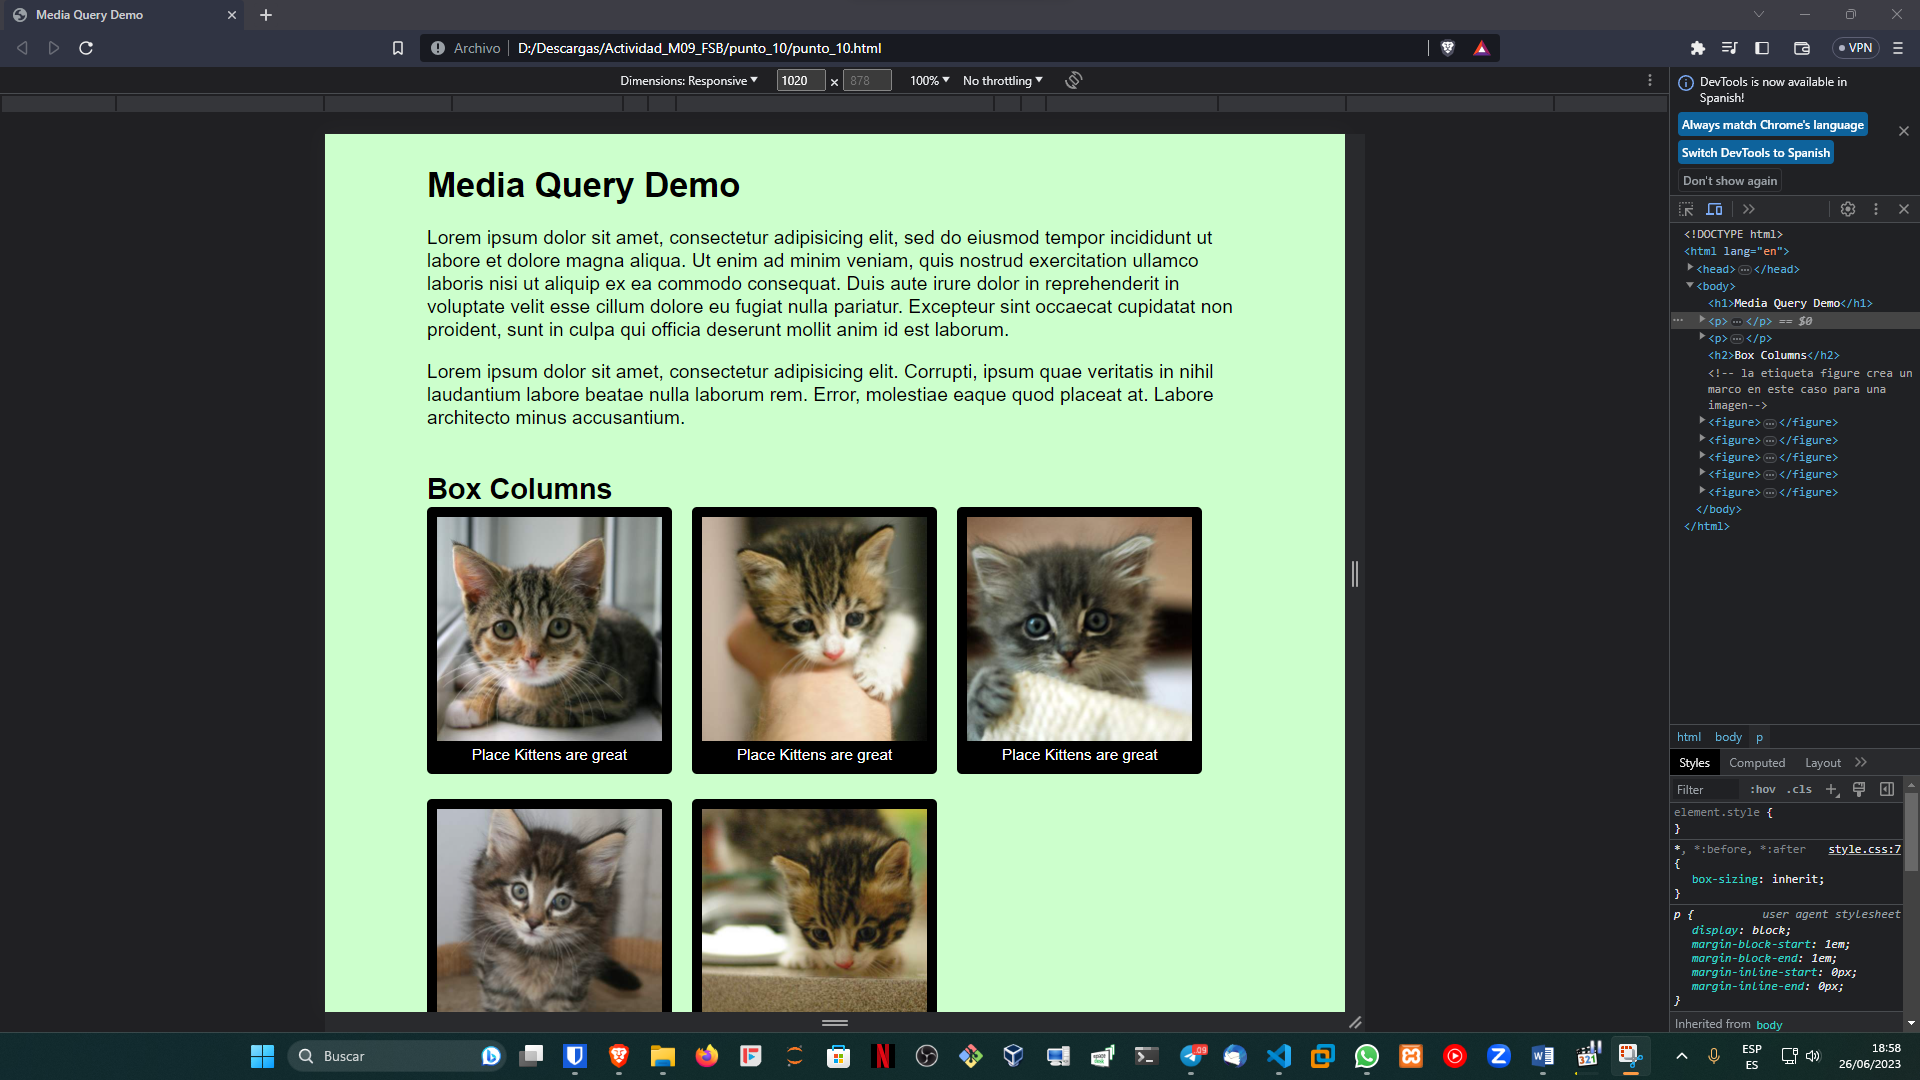 Media Query Demo
Archivo D:/Descargas/Actividad_M09_FSB/punto_10/punto_10.html
VPN
Dimensions: Responsive 1020 × 878 100% No throttling
DevTools is now available in
Spanish!
Always match Chrome's language
Switch DevTools to Spanish
Don't show again
Media Query Demo
Lorem ipsum dolor sit amet, consectetur adipisicing elit, sed do eiusmod tempor incididunt ut
labore et dolore magna aliqua. Ut enim ad minim veniam, quis nostrud exercitation ullamco
laboris nisi ut aliquip ex ea commodo consequat. Duis aute irure dolor in reprehenderit in
voluptate velit esse cillum dolore eu fugiat nulla pariatur. Excepteur sint occaecat cupidatat non
proident, sunt in culpa qui officia deserunt mollit anim id est laborum.
Lorem ipsum dolor sit amet, consectetur adipisicing elit. Corrupti, ipsum quae veritatis in nihil
laudantium labore beatae nulla laborum rem. Error, molestiae eaque quod placeat at. Labore
architecto minus accusantium.
Box Columns
Place Kittens are great
Place Kittens are great
Place Kittens are great
<!DOCTYPE html>
<html lang="en">
<head> ⋯ </head>
<body>
<h1>Media Query Demo</h1>
<p> ⋯ </p> == $0
<p> ⋯ </p>
<h2>Box Columns</h2>
<!-- la etiqueta figure crea un
marco en este caso para una
imagen-->
<figure> ⋯ </figure>
<figure> ⋯ </figure>
<figure> ⋯ </figure>
<figure> ⋯ </figure>
<figure> ⋯ </figure>
</body>
</html>
html body p
Styles Computed Layout
Filter :hov .cls
element.style {
}
*, *:before, *:after style.css:7
{
box-sizing: inherit;
}
p { user agent stylesheet
display: block;
margin-block-start: 1em;
margin-block-end: 1em;
margin-inline-start: 0px;
margin-inline-end: 0px;
}
Inherited from body
Buscar
ESP
ES
18:58
26/06/2023